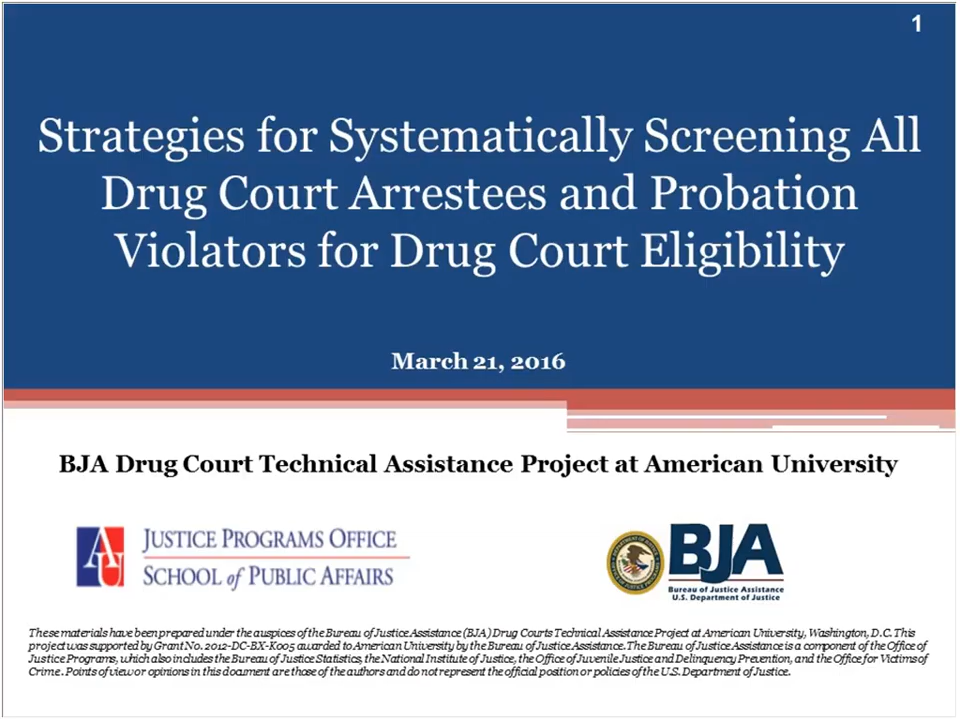 1
Strategies for Systematically Screening All
Drug Court Arrestees and Probation
Violators for Drug Court Eligibility
March 21, 2016
BJA Drug Court Technical Assistance Project at American University
AU
JUSTICE PROGRAMS OFFICE
SCHOOL of PUBLIC AFFAIRS
BJA
Bureau of Justice Assistance
U.S. Department of Justice
These materials have been prepared under the auspices of the Bureau of Justice Assistance (BJA) Drug Courts Technical Assistance Project at American University, Washington, D.C. This
project was supported by Grant No. 2012-DC-BX-K005 awarded to American University by the Bureau of Justice Assistance. The Bureau of Justice Assistance is a component of the Office of
Justice Programs, which also includes the Bureau of Justice Statistics, the National Institute of Justice, the Office of Juvenile Justice and Delinquency Prevention, and the Office for Victims of
Crime. Points of view or opinions in this document are those of the authors and do not represent the official position or policies of the U.S. Department of Justice.